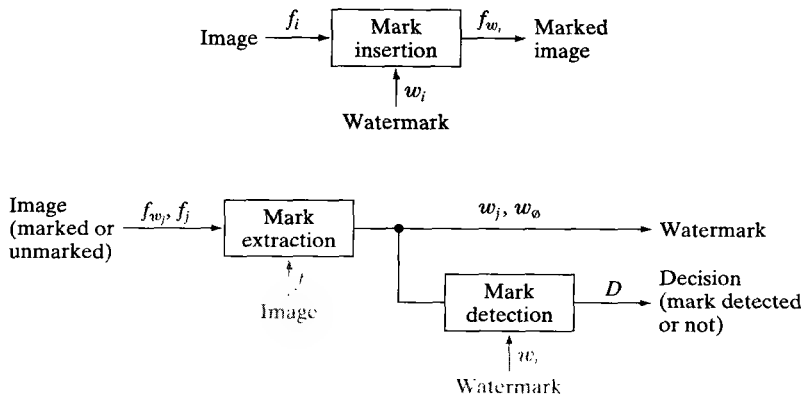 f_i
f_{w_i}
Image
Mark
insertion
Marked
image
w_i
Watermark
Image
(marked or
unmarked)
f_{w_j}, f_j
Mark
extraction
w_j, w_ø
Watermark
Image
Mark
detection
D
Decision
(mark detected
or not)
Watermark